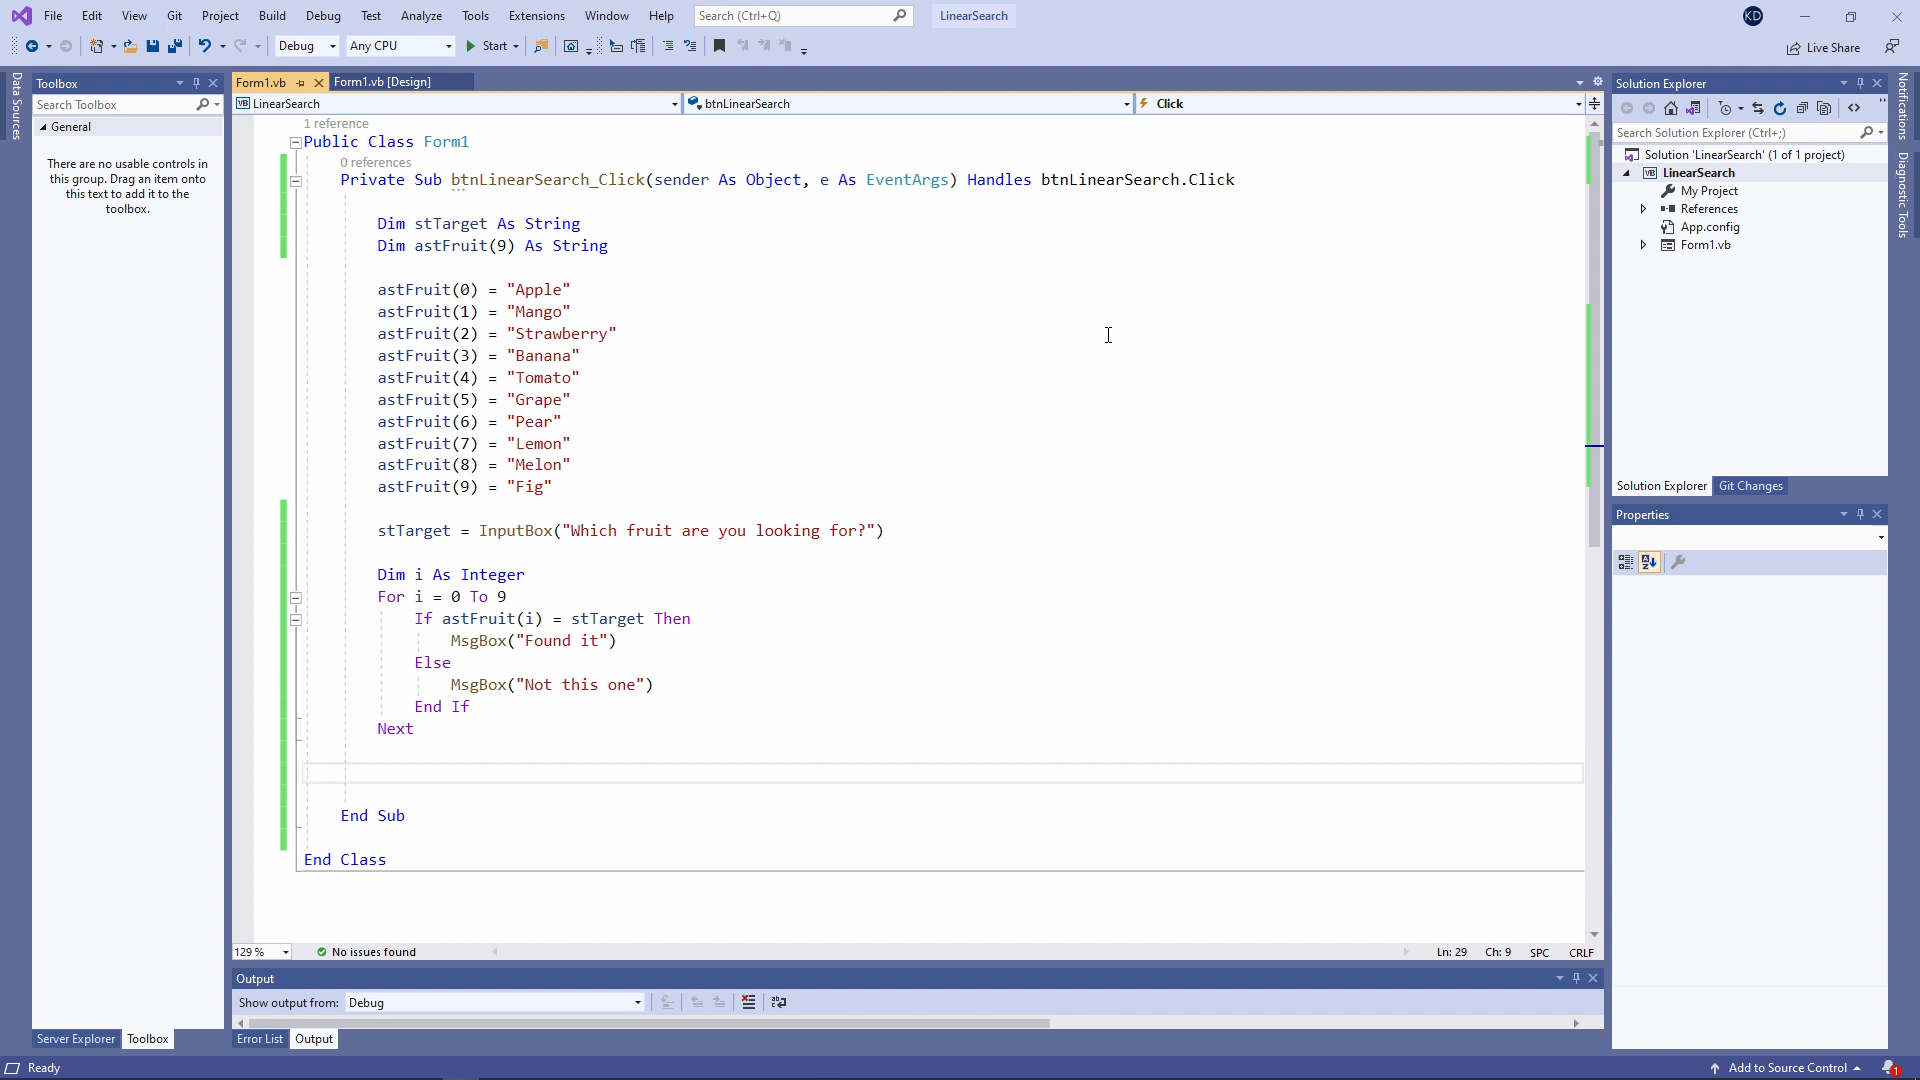 File Edit View Git Project Build Debug Test Analyze Tools Extensions Window Help Search (Ctrl+Q) LinearSearch KD
Debug Any CPU Start Live Share
Data Sources
Toolbox
Search Toolbox
General
There are no usable controls in
this group. Drag an item onto
this text to add it to the
toolbox.
Server Explorer Toolbox
Form1.vb Form1.vb [Design]
VB LinearSearch btnLinearSearch Click
1 reference
Public Class Form1
0 references
Private Sub btnLinearSearch_Click(sender As Object, e As EventArgs) Handles btnLinearSearch.Click
Dim stTarget As String
Dim astFruit(9) As String
astFruit(0) = "Apple"
astFruit(1) = "Mango"
astFruit(2) = "Strawberry"
astFruit(3) = "Banana"
astFruit(4) = "Tomato"
astFruit(5) = "Grape"
astFruit(6) = "Pear"
astFruit(7) = "Lemon"
astFruit(8) = "Melon"
astFruit(9) = "Fig"
stTarget = InputBox("Which fruit are you looking for?")
Dim i As Integer
For i = 0 To 9
If astFruit(i) = stTarget Then
MsgBox("Found it")
Else
MsgBox("Not this one")
End If
Next
End Sub
End Class
129 % No issues found Ln: 29 Ch: 9 SPC CRLF
Output
Show output from: Debug
Error List Output
Solution Explorer
Search Solution Explorer (Ctrl+;)
Solution 'LinearSearch' (1 of 1 project)
VB LinearSearch
My Project
References
App.config
Form1.vb
Solution Explorer Git Changes
Properties
Notifications
Diagnostic Tools
Ready Add to Source Control 1